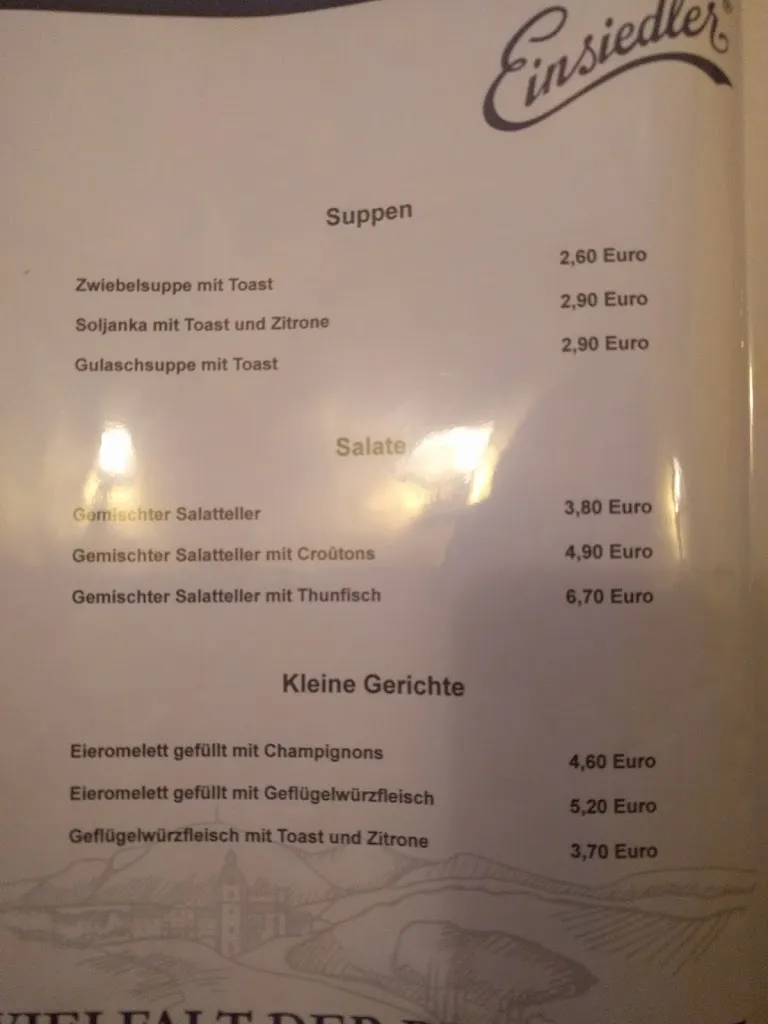 Einsiedler
Suppen
Zwiebelsuppe mit Toast 2,60 Euro
Soljanka mit Toast und Zitrone 2,90 Euro
Gulaschsuppe mit Toast 2,90 Euro
Salate
Gemischter Salatteller 3,80 Euro
Gemischter Salatteller mit Croûtons 4,90 Euro
Gemischter Salatteller mit Thunfisch 6,70 Euro
Kleine Gerichte
Eieromelett gefüllt mit Champignons 4,60 Euro
Eieromelett gefüllt mit Geflügelwürzfleisch 5,20 Euro
Geflügelwürzfleisch mit Toast und Zitrone 3,70 Euro
VIELFALT DER